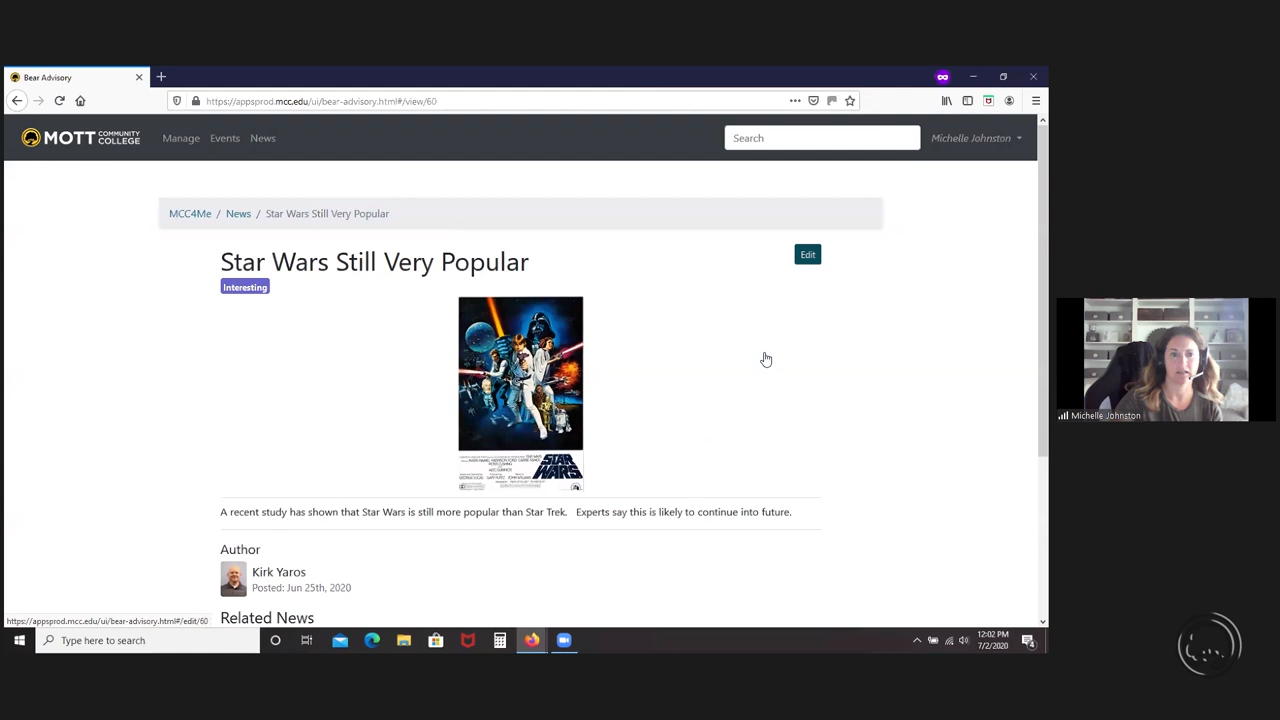 Bear Advisory
https://appsprod.mcc.edu/ui/bear-advisory.html#/view/60
MOTT COMMUNITY COLLEGE
Manage
Events
News
Search
Michelle Johnston
MCC4Me / News / Star Wars Still Very Popular
Star Wars Still Very Popular
Edit
Interesting
STAR WARS
A recent study has shown that Star Wars is still more popular than Star Trek. Experts say this is likely to continue into future.
Author
Kirk Yaros
Posted: Jun 25th, 2020
Related News
https://appsprod.mcc.edu/ui/bear-advisory.html#/edit/60
Type here to search
12:02 PM
7/2/2020
4
Michelle Johnston